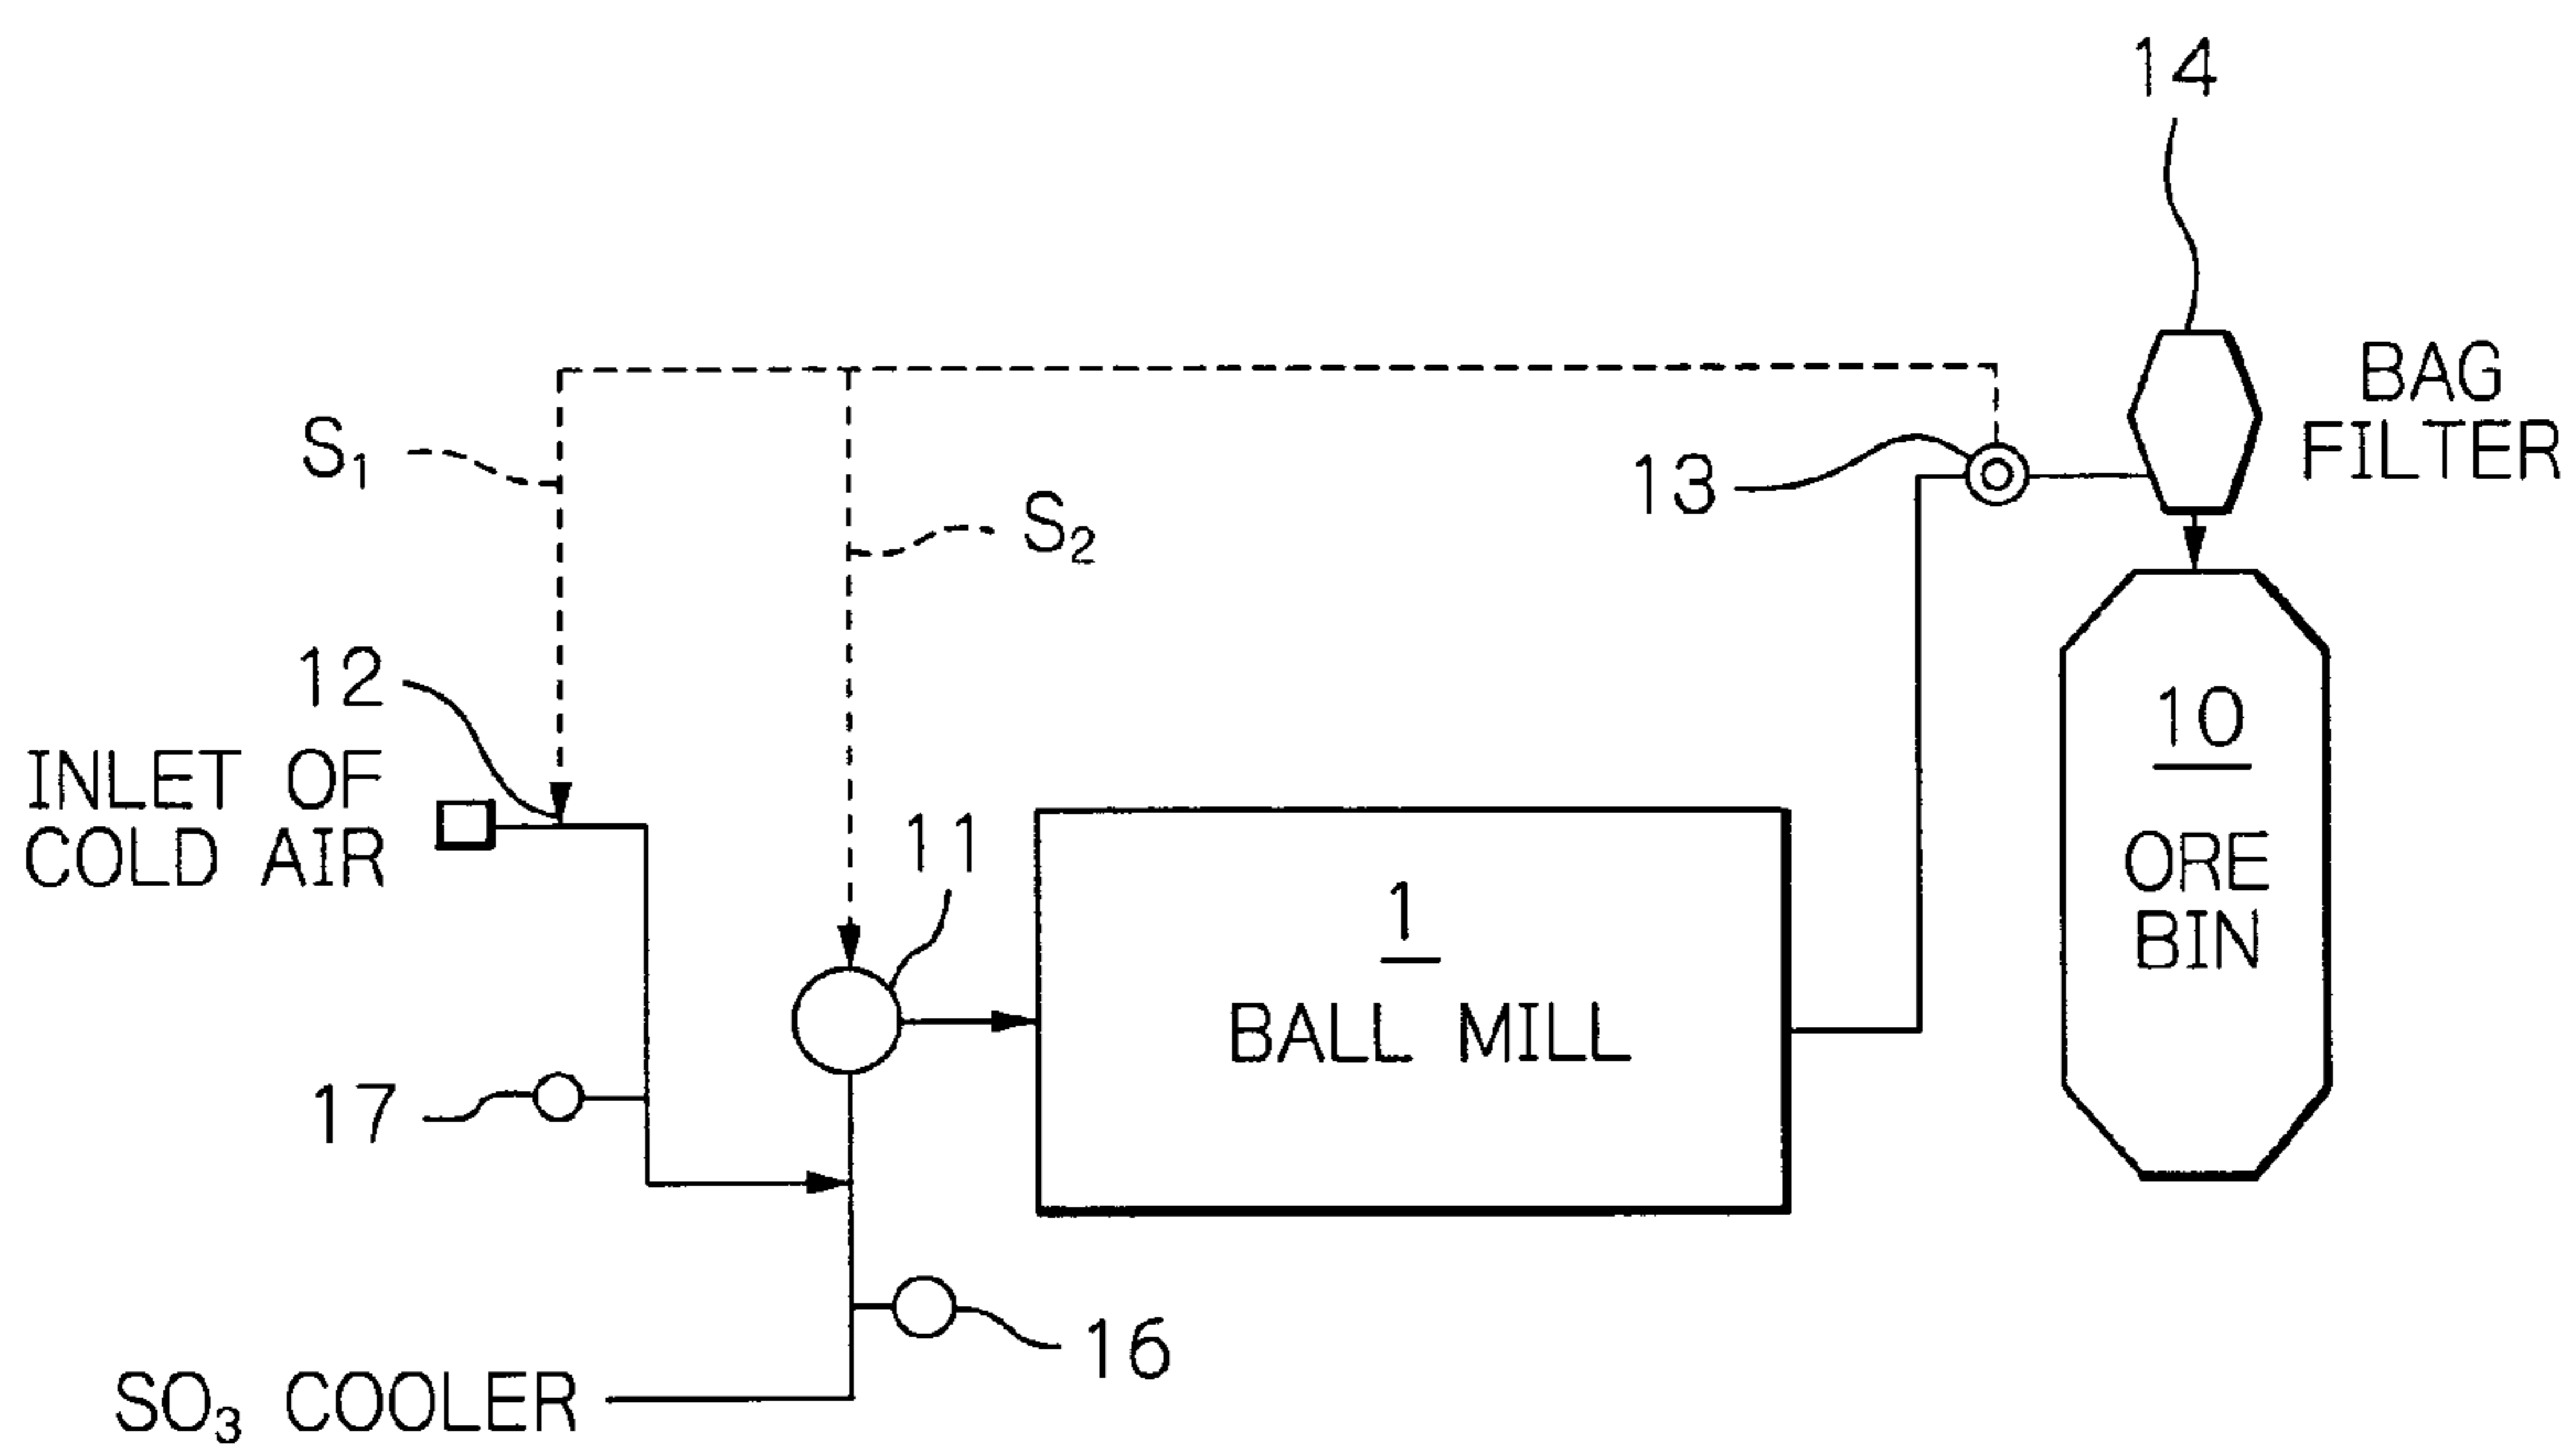 14
BAG
FILTER
S₁
13
S₂
12
10
INLET OF
COLD AIR
11
ORE
BIN
1
BALL MILL
17
16
SO₃ COOLER